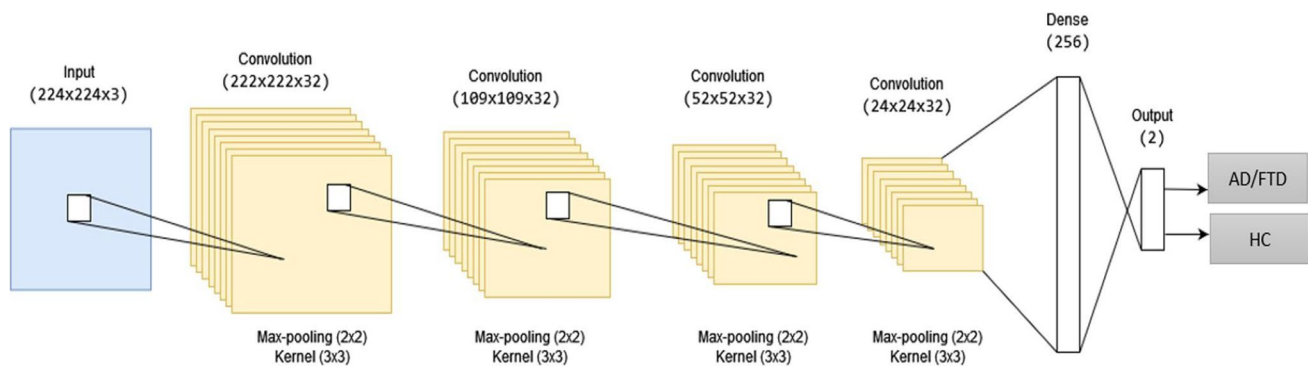 Input
(224x224x3)
Convolution
(222x222x32)
Max-pooling (2x2)
Kernel (3x3)
Convolution
(109x109x32)
Max-pooling (2x2)
Kernel (3x3)
Convolution
(52x52x32)
Max-pooling (2x2)
Kernel (3x3)
Convolution
(24x24x32)
Max-pooling (2x2)
Kernel (3x3)
Dense
(256)
Output
(2)
AD/FTD
HC